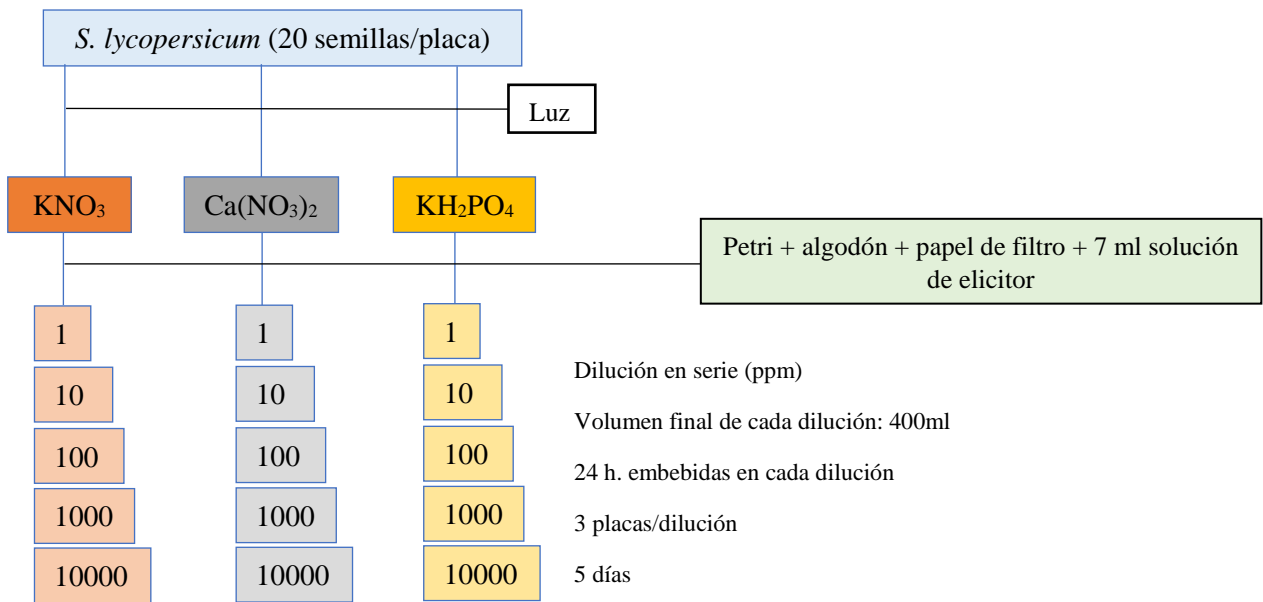 S. lycopersicum (20 semillas/placa)
Luz
KNO₃
Ca(NO₃)₂
KH₂PO₄
Petri + algodón + papel de filtro + 7 ml solución
de elicitor
1
10
100
1000
10000
1
10
100
1000
10000
1
10
100
1000
10000
Dilución en serie (ppm)
Volumen final de cada dilución: 400ml
24 h. embebidas en cada dilución
3 placas/dilución
5 días